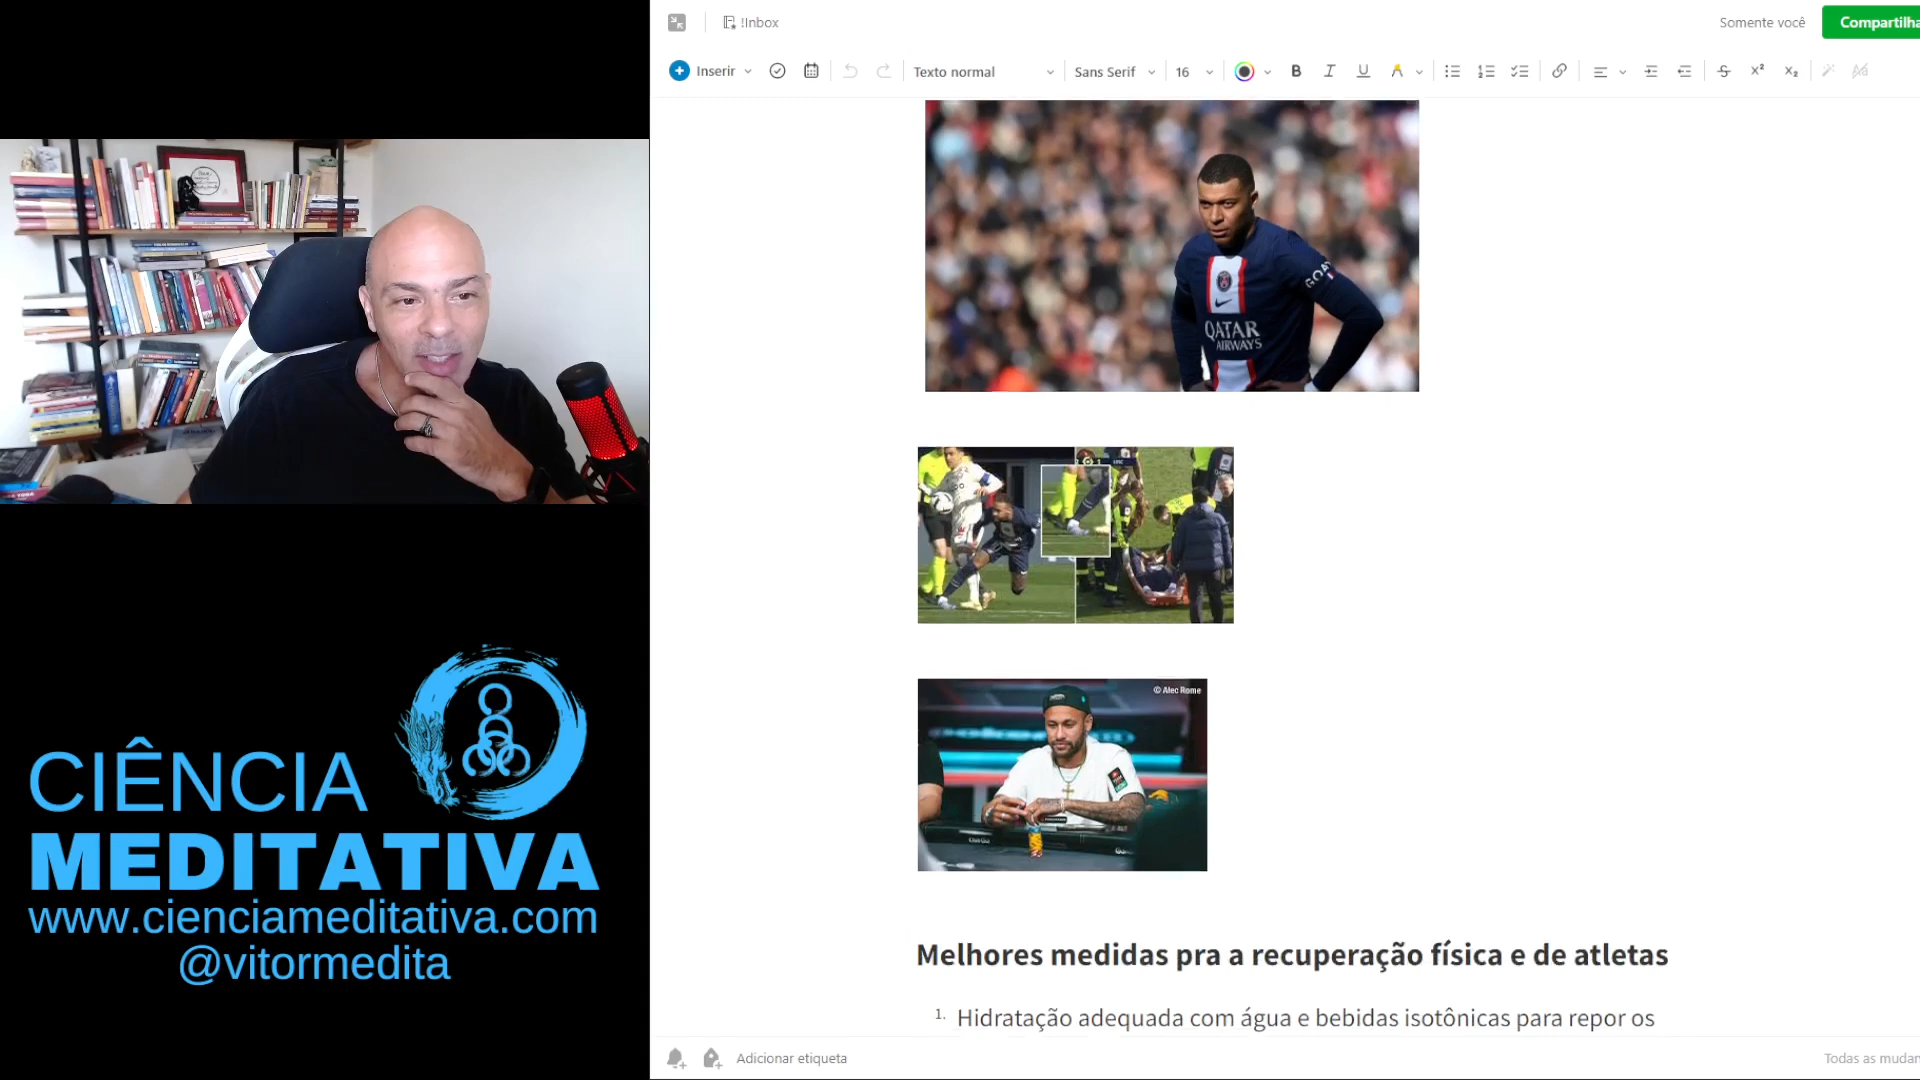 !Inbox
Somente você
Compartilha
Inserir
Texto normal
Sans Serif
16
QATAR
AIRWAYS
© Alec Rome
CIÊNCIA
MEDITATIVA
www.cienciameditativa.com
@vitormedita
Melhores medidas pra a recuperação física e de atletas
1. Hidratação adequada com água e bebidas isotônicas para repor os
Adicionar etiqueta
Todas as mudan